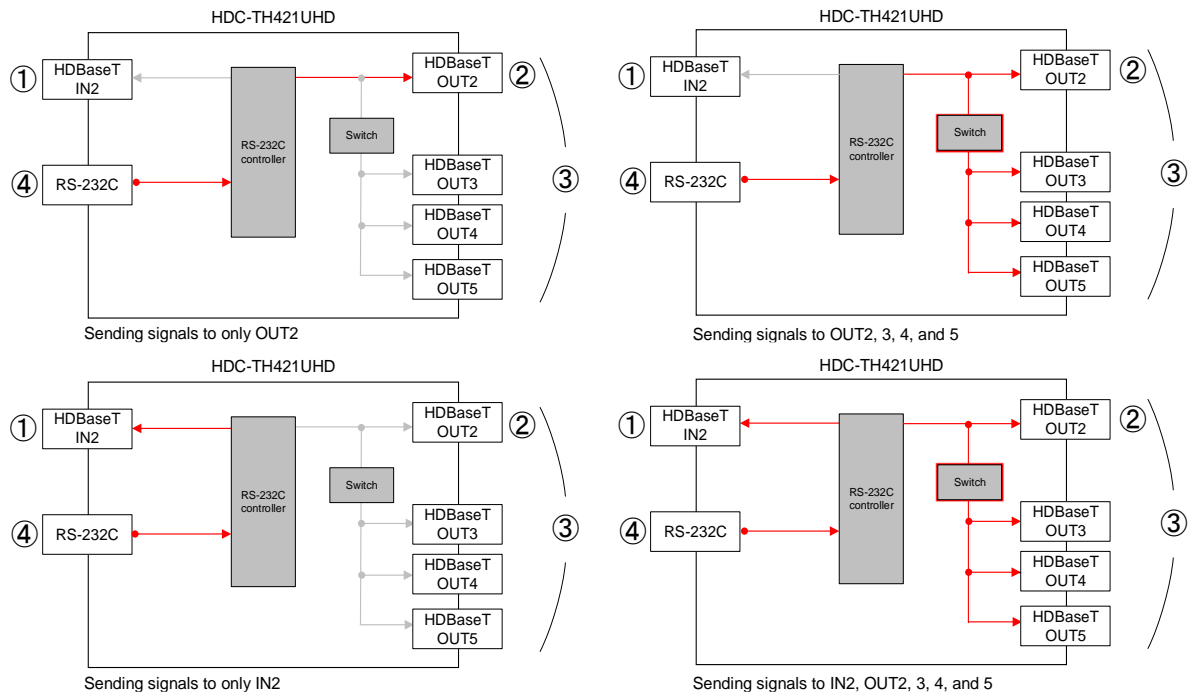 HDC-TH421UHD
①
HDBaseT
IN2
④
RS-232C
RS-232C
controller
Switch
HDBaseT
OUT2
②
HDBaseT
OUT3
③
HDBaseT
OUT4
HDBaseT
OUT5
Sending signals to only OUT2
HDC-TH421UHD
①
HDBaseT
IN2
④
RS-232C
RS-232C
controller
Switch
HDBaseT
OUT2
②
HDBaseT
OUT3
③
HDBaseT
OUT4
HDBaseT
OUT5
Sending signals to OUT2, 3, 4, and 5
HDC-TH421UHD
①
HDBaseT
IN2
④
RS-232C
RS-232C
controller
Switch
HDBaseT
OUT2
②
HDBaseT
OUT3
③
HDBaseT
OUT4
HDBaseT
OUT5
Sending signals to only IN2
HDC-TH421UHD
①
HDBaseT
IN2
④
RS-232C
RS-232C
controller
Switch
HDBaseT
OUT2
②
HDBaseT
OUT3
③
HDBaseT
OUT4
HDBaseT
OUT5
Sending signals to IN2, OUT2, 3, 4, and 5